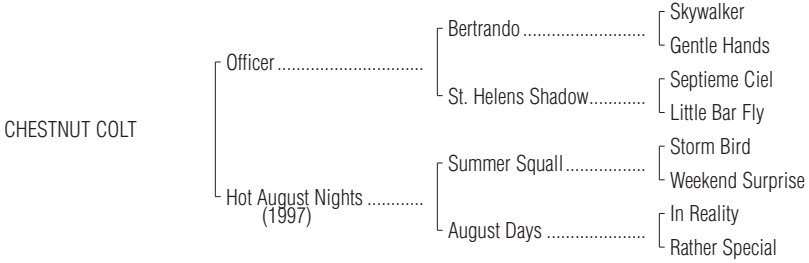 Skywalker
Bertrando ..........................
Gentle Hands
Officer ...............................
Septieme Ciel
St. Helens Shadow............
Little Bar Fly
CHESTNUT COLT
Storm Bird
Summer Squall.................
Weekend Surprise
Hot August Nights ............
(1997)
In Reality
August Days .....................
Rather Special